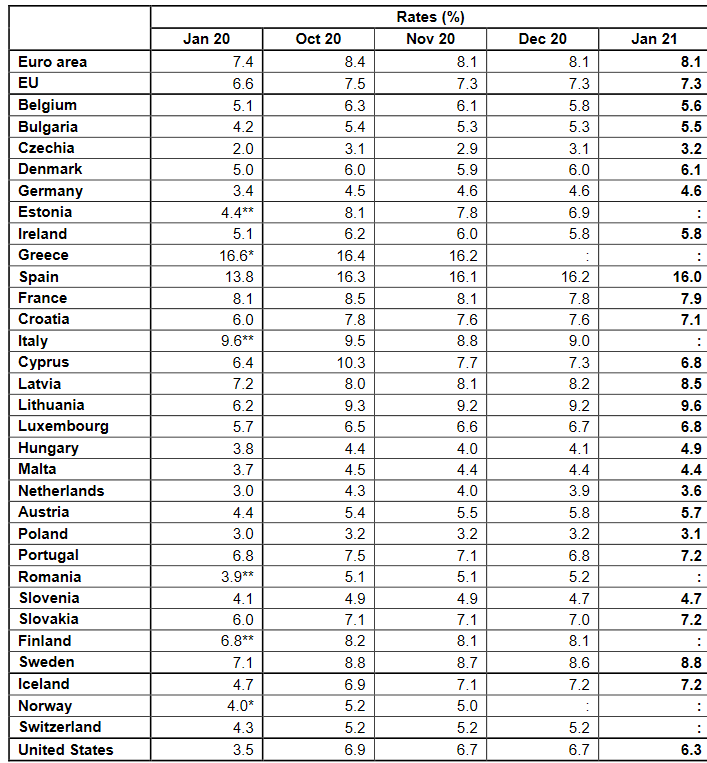 Rates (%)
Jan 20 Oct 20 Nov 20 Dec 20 Jan 21
Euro area 7.4 8.4 8.1 8.1 8.1
EU 6.6 7.5 7.3 7.3 7.3
Belgium 5.1 6.3 6.1 5.8 5.6
Bulgaria 4.2 5.4 5.3 5.3 5.5
Czechia 2.0 3.1 2.9 3.1 3.2
Denmark 5.0 6.0 5.9 6.0 6.1
Germany 3.4 4.5 4.6 4.6 4.6
Estonia 4.4** 8.1 7.8 6.9 :
Ireland 5.1 6.2 6.0 5.8 5.8
Greece 16.6* 16.4 16.2 : :
Spain 13.8 16.3 16.1 16.2 16.0
France 8.1 8.5 8.1 7.8 7.9
Croatia 6.0 7.8 7.6 7.6 7.1
Italy 9.6** 9.5 8.8 9.0 :
Cyprus 6.4 10.3 7.7 7.3 6.8
Latvia 7.2 8.0 8.1 8.2 8.5
Lithuania 6.2 9.3 9.2 9.2 9.6
Luxembourg 5.7 6.5 6.6 6.7 6.8
Hungary 3.8 4.4 4.0 4.1 4.9
Malta 3.7 4.5 4.4 4.4 4.4
Netherlands 3.0 4.3 4.0 3.9 3.6
Austria 4.4 5.4 5.5 5.8 5.7
Poland 3.0 3.2 3.2 3.2 3.1
Portugal 6.8 7.5 7.1 6.8 7.2
Romania 3.9** 5.1 5.1 5.2 :
Slovenia 4.1 4.9 4.9 4.7 4.7
Slovakia 6.0 7.1 7.1 7.0 7.2
Finland 6.8** 8.2 8.1 8.1 :
Sweden 7.1 8.8 8.7 8.6 8.8
Iceland 4.7 6.9 7.1 7.2 7.2
Norway 4.0* 5.2 5.0 : :
Switzerland 4.3 5.2 5.2 5.2 :
United States 3.5 6.9 6.7 6.7 6.3